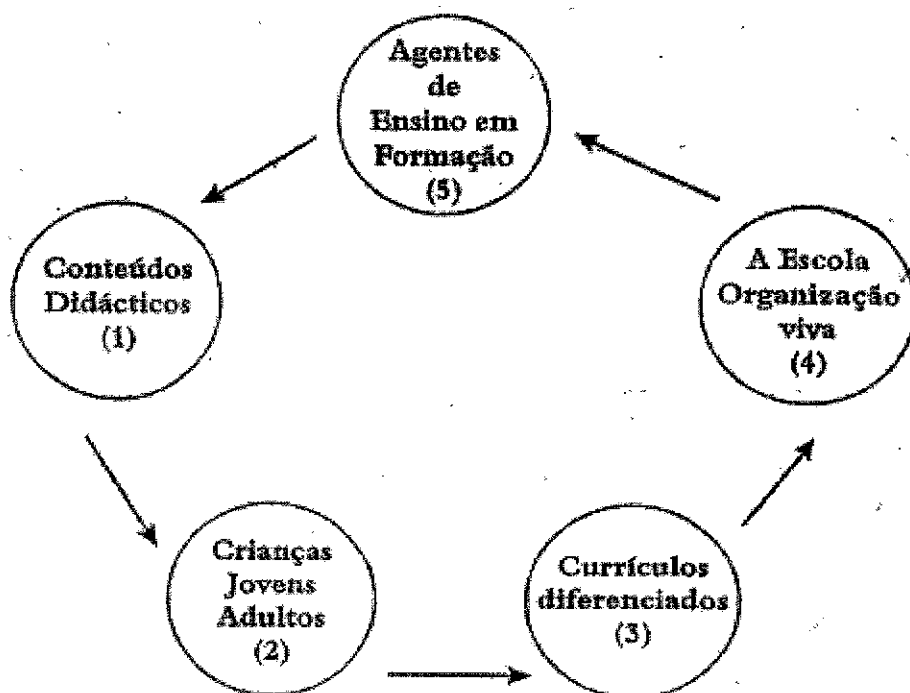 Agentes
de
Ensino em
Formação
(5)
Conteúdos
Didácticos
(1)
A Escola
Organização
viva
(4)
Crianças
Jovens
Adultos
(2)
Currículos
diferenciados
(3)